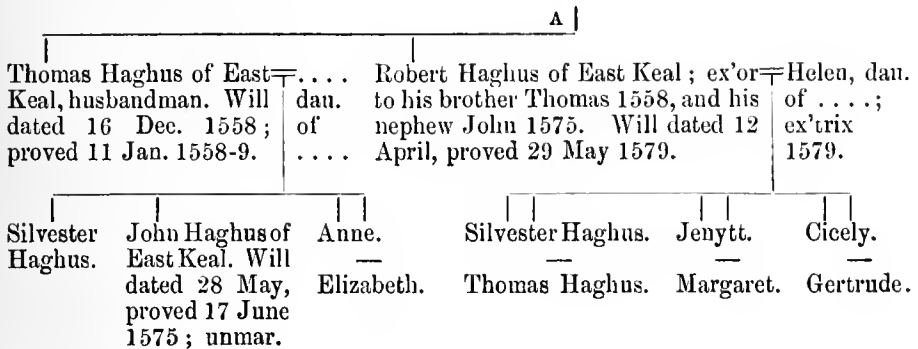 A
Thomas Haghus of East
Keal, husbandman. Will
dated 16 Dec. 1558 ;
proved 11 Jan. 1558-9.
. . . .
dau.
of
. . . .
Robert Haghus of East Keal ; ex'or
to his brother Thomas 1558, and his
nephew John 1575. Will dated 12
April, proved 29 May 1579.
Helen, dau.
of . . . . ;
ex'trix
1579.
Silvester
Haghus.
John Haghus of
East Keal. Will
dated 28 May,
proved 17 June
1575 ; unmar.
Anne.
—
Elizabeth.
Silvester Haghus.
—
Thomas Haghus.
Jenytt.
—
Margaret.
Cicely.
—
Gertrude.